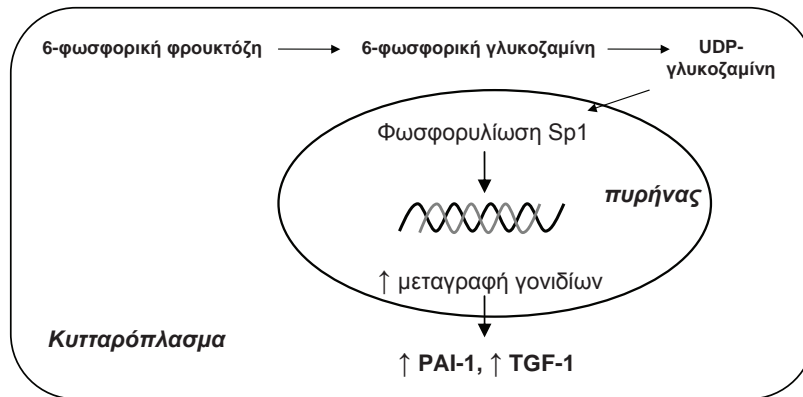 6-φωσφορική φρουκτόζη 6-φωσφορική γλυκοζαμίνη UDP-
γλυκοζαμίνη
Φωσφορυλίωση Sp1
πυρήνας
↑ μεταγραφή γονιδίων
Κυτταρόπλασμα
↑ PAI-1, ↑ TGF-1